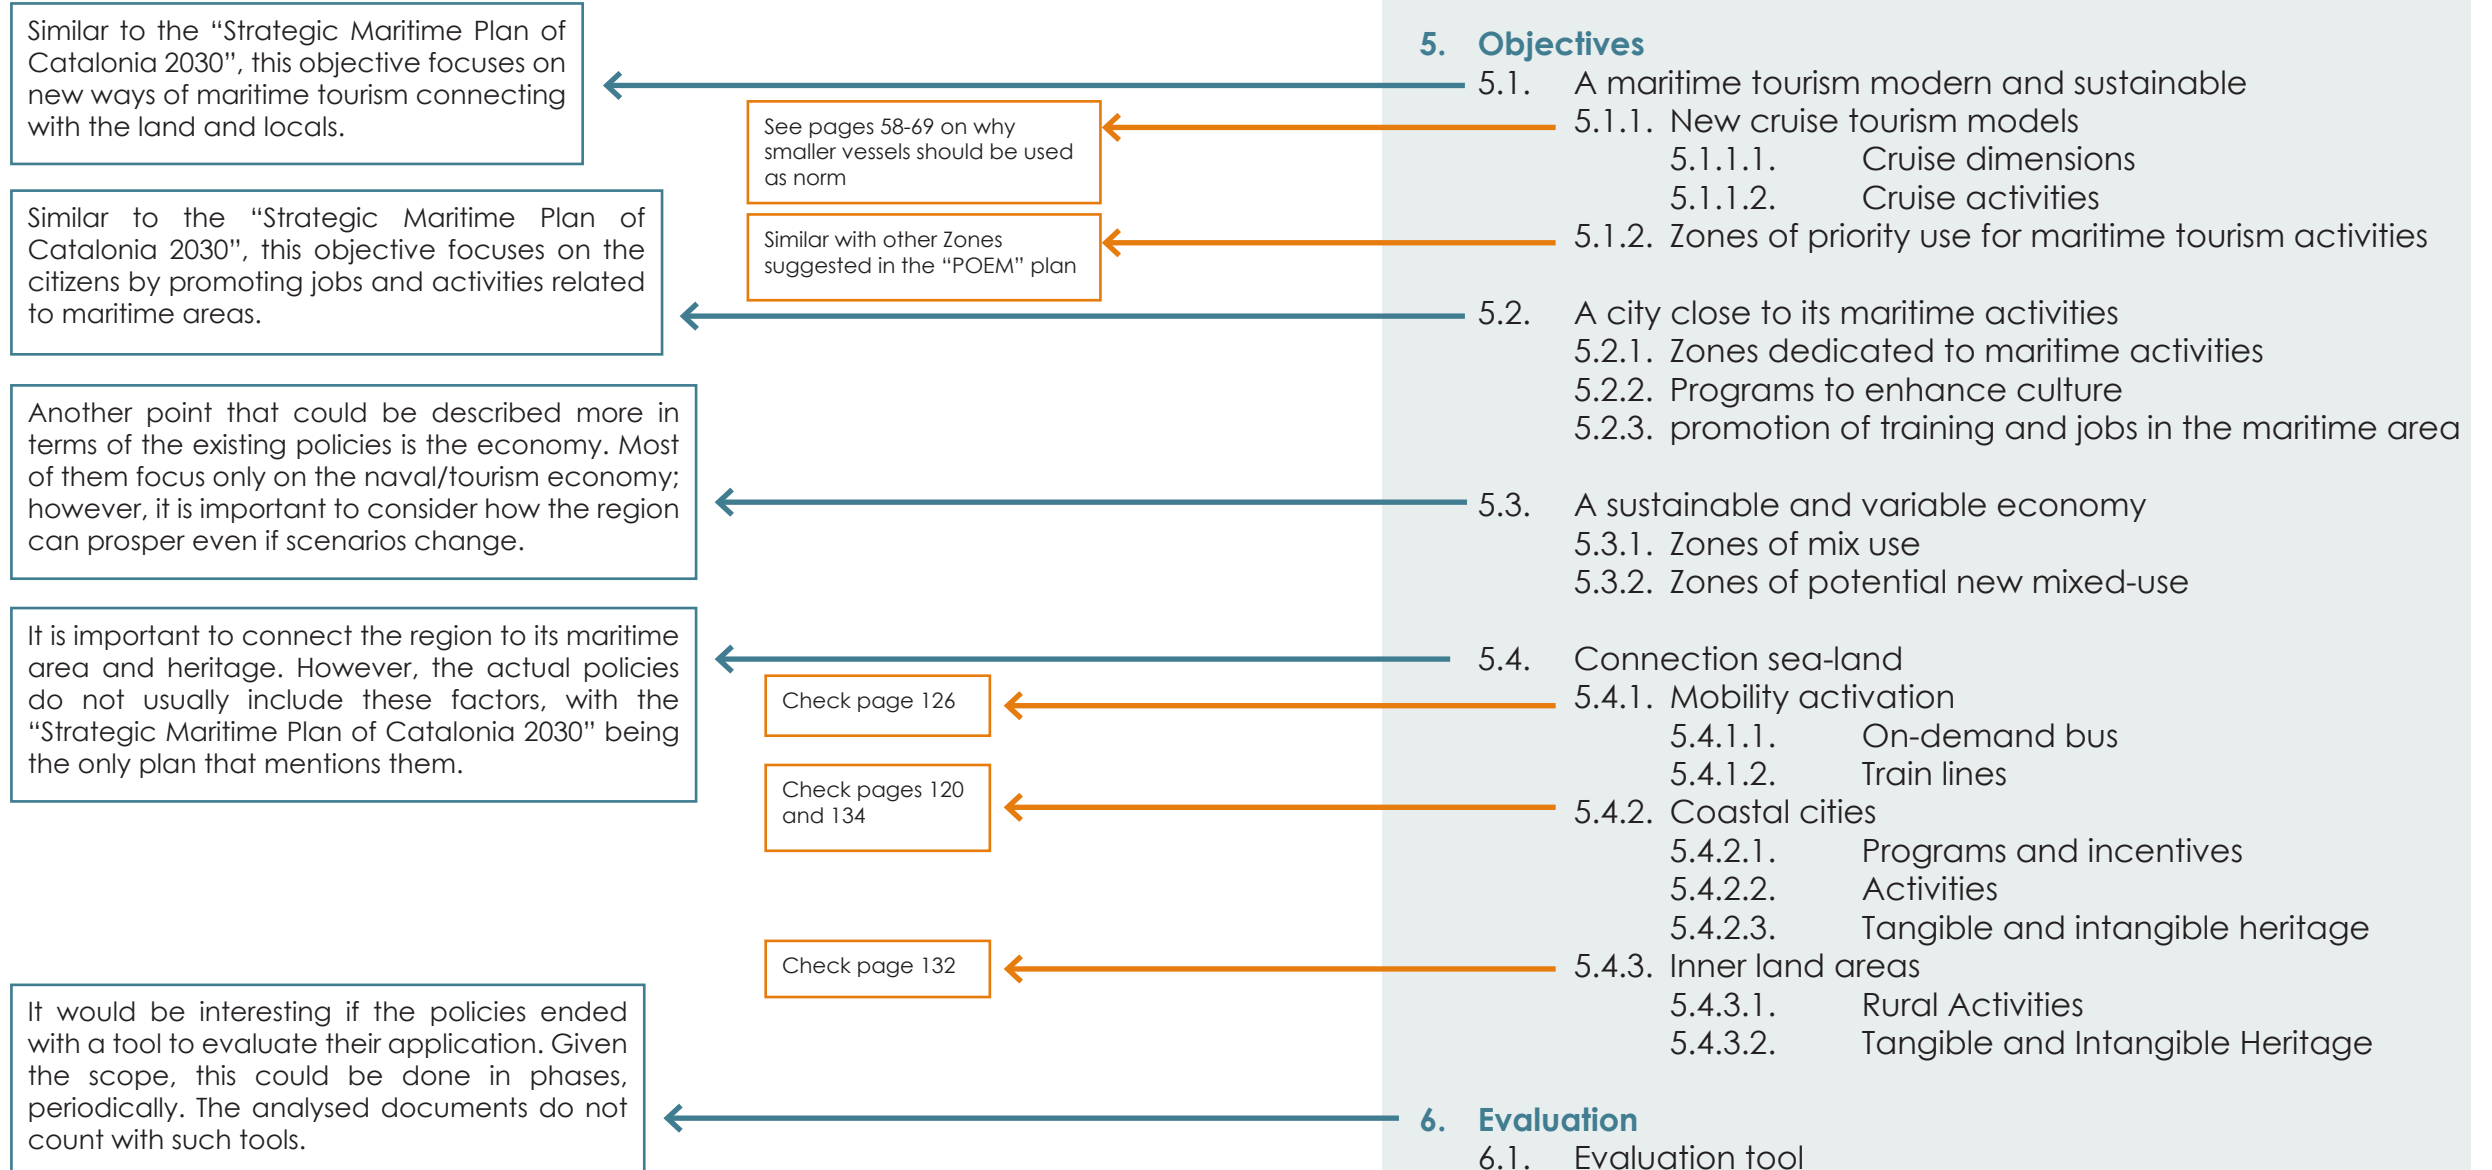 Similar to the “Strategic Maritime Plan of
Catalonia 2030”, this objective focuses on
new ways of maritime tourism connecting
with the land and locals.
See pages 58-69 on why
smaller vessels should be used
as norm
Similar to the “Strategic Maritime Plan of
Catalonia 2030”, this objective focuses on the
citizens by promoting jobs and activities related
to maritime areas.
Similar with other Zones
suggested in the “POEM” plan
Another point that could be described more in
terms of the existing policies is the economy. Most
of them focus only on the naval/tourism economy;
however, it is important to consider how the region
can prosper even if scenarios change.
It is important to connect the region to its maritime
area and heritage. However, the actual policies
do not usually include these factors, with the
“Strategic Maritime Plan of Catalonia 2030” being
the only plan that mentions them.
Check page 126
Check pages 120
and 134
Check page 132
It would be interesting if the policies ended
with a tool to evaluate their application. Given
the scope, this could be done in phases,
periodically. The analysed documents do not
count with such tools.
5. Objectives
5.1. A maritime tourism modern and sustainable
5.1.1. New cruise tourism models
5.1.1.1. Cruise dimensions
5.1.1.2. Cruise activities
5.1.2. Zones of priority use for maritime tourism activities
5.2. A city close to its maritime activities
5.2.1. Zones dedicated to maritime activities
5.2.2. Programs to enhance culture
5.2.3. promotion of training and jobs in the maritime area
5.3. A sustainable and variable economy
5.3.1. Zones of mix use
5.3.2. Zones of potential new mixed-use
5.4. Connection sea-land
5.4.1. Mobility activation
5.4.1.1. On-demand bus
5.4.1.2. Train lines
5.4.2. Coastal cities
5.4.2.1. Programs and incentives
5.4.2.2. Activities
5.4.2.3. Tangible and intangible heritage
5.4.3. Inner land areas
5.4.3.1. Rural Activities
5.4.3.2. Tangible and Intangible Heritage
6. Evaluation
6.1. Evaluation tool